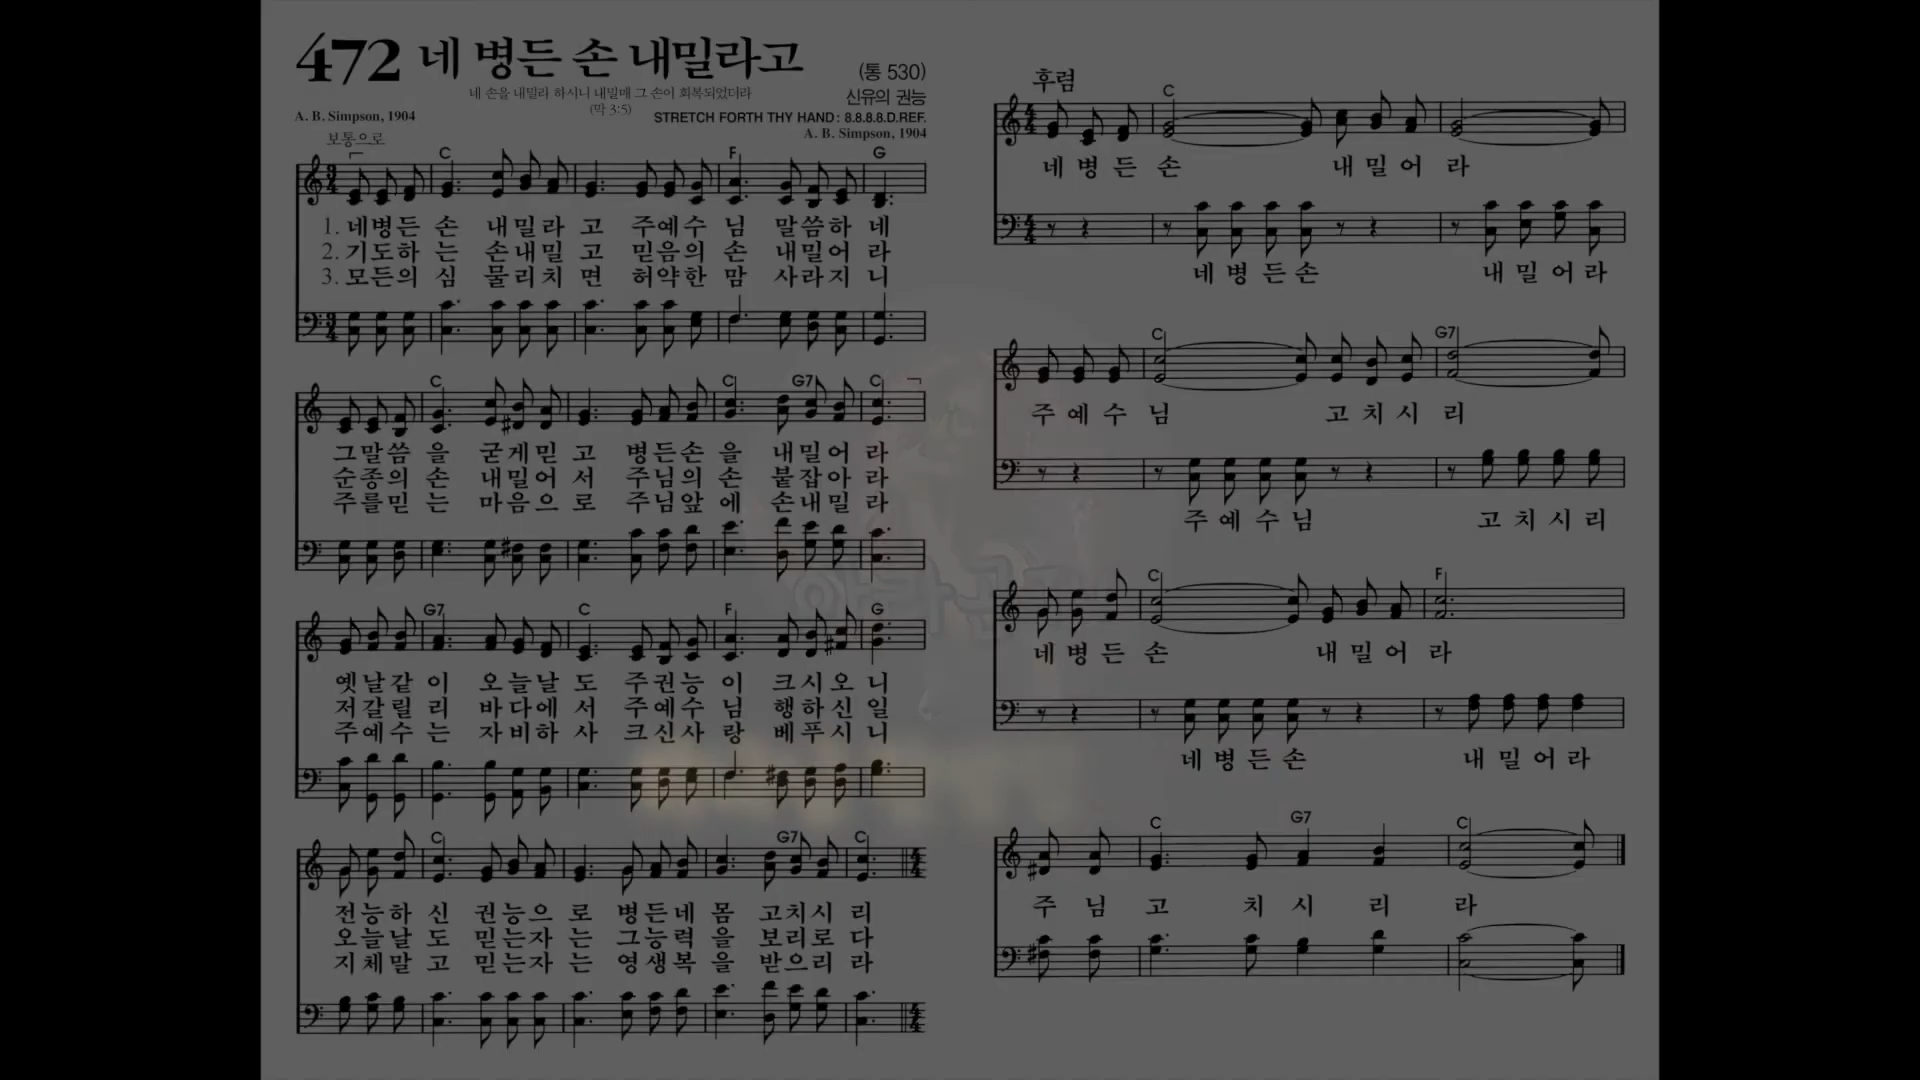 472 네 병든 손 내밀라고
(통 530)
네 손을 내밀라 하시니 내밀매 그 손이 회복되었더라
(막 3:5)
신유의 권능
A. B. Simpson, 1904
STRETCH FORTH THY HAND: 8.8.8.8.D.REF.
A. B. Simpson, 1904
보통으로
C F G
1. 네병든 손 내밀라 고 주예수 님 말씀하 네
2. 기도하 는 손내밀 고 믿음의 손 내밀어 라
3. 모든의 심 물리치 면 허약한 맘 사라지 니
C C G7 C
그말씀 을 굳게믿 고 병든손 을 내밀어 라
순종의 손 내밀어 서 주님의 손 붙잡아 라
주를믿 는 마음으 로 주님앞 에 손내밀 라
G7 C F G
옛날같 이 오늘날 도 주권능 이 크시오 니
저갈릴 리 바다에 서 주예수 님 행하신 일
주예수 는 자비하 사 크신사 랑 베푸시 니
C G7 C
전능하 신 권능으 로 병든네 몸 고치시 리
오늘날 도 믿는자 는 그능력 을 보리로 다
지체말 고 믿는자 는 영생복 을 받으리 라
후렴
C
네 병 든 손 내 밀 어 라
네 병 든 손 내 밀 어 라
C G7
주 예 수 님 고 치 시 리
주 예 수 님 고 치 시 리
C F
네 병 든 손 내 밀 어 라
네 병 든 손 내 밀 어 라
C G7 C
주 님 고 치 시 리 라